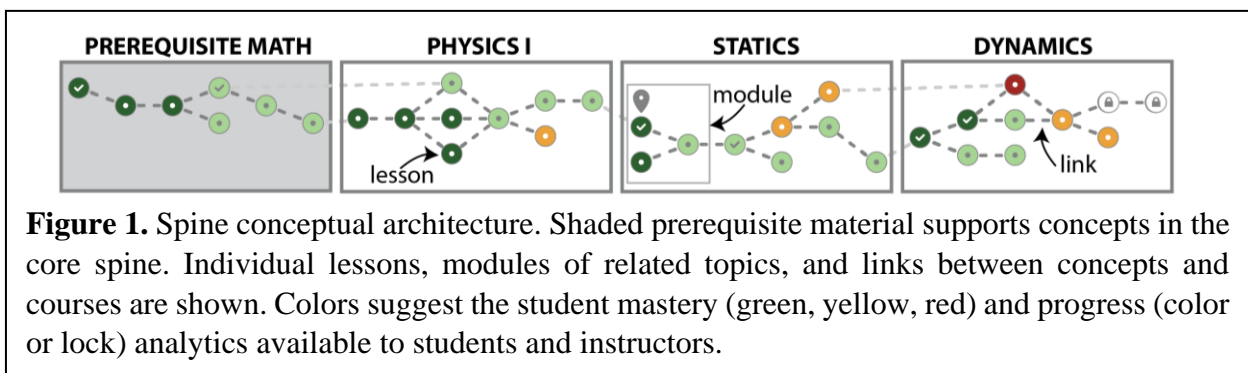 PREREQUISITE MATH PHYSICS I STATICS DYNAMICS
module
lesson
link
Figure 1. Spine conceptual architecture. Shaded prerequisite material supports concepts in the
core spine. Individual lessons, modules of related topics, and links between concepts and
courses are shown. Colors suggest the student mastery (green, yellow, red) and progress (color
or lock) analytics available to students and instructors.